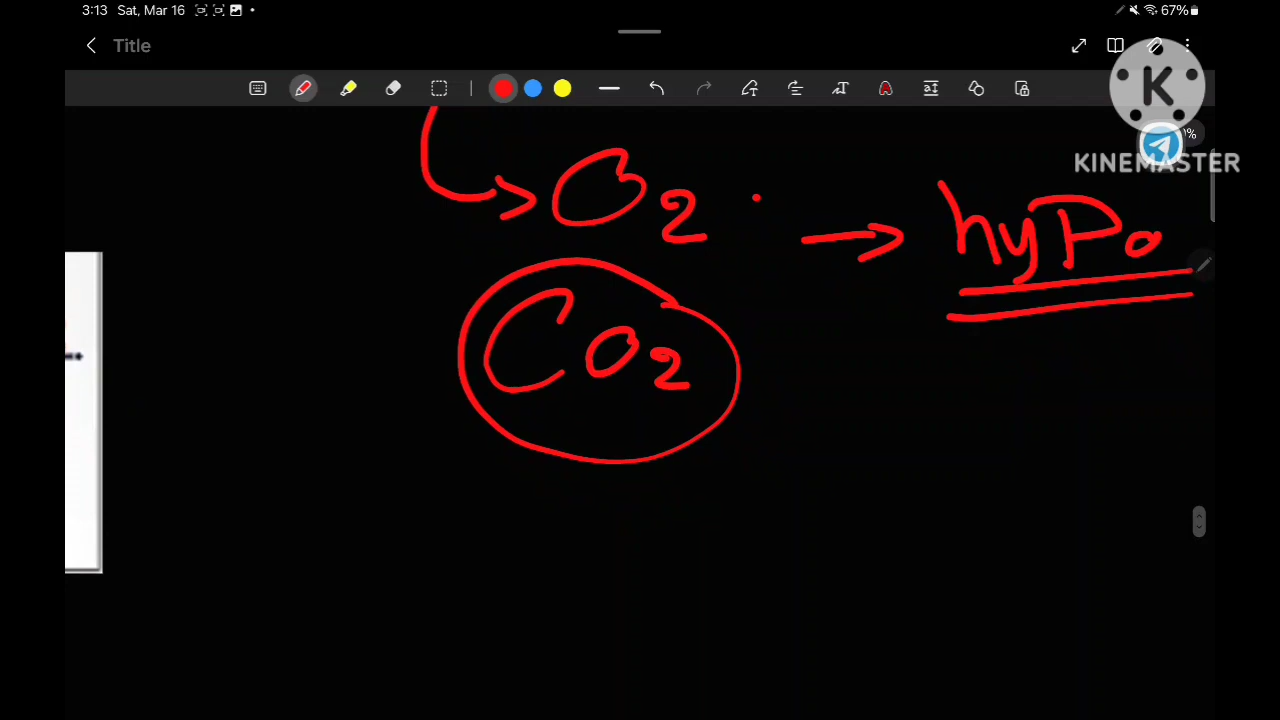 3:13 Sat, Mar 16
67%
Title
K
%
KINEMASTER
O2 → hypo
CO2